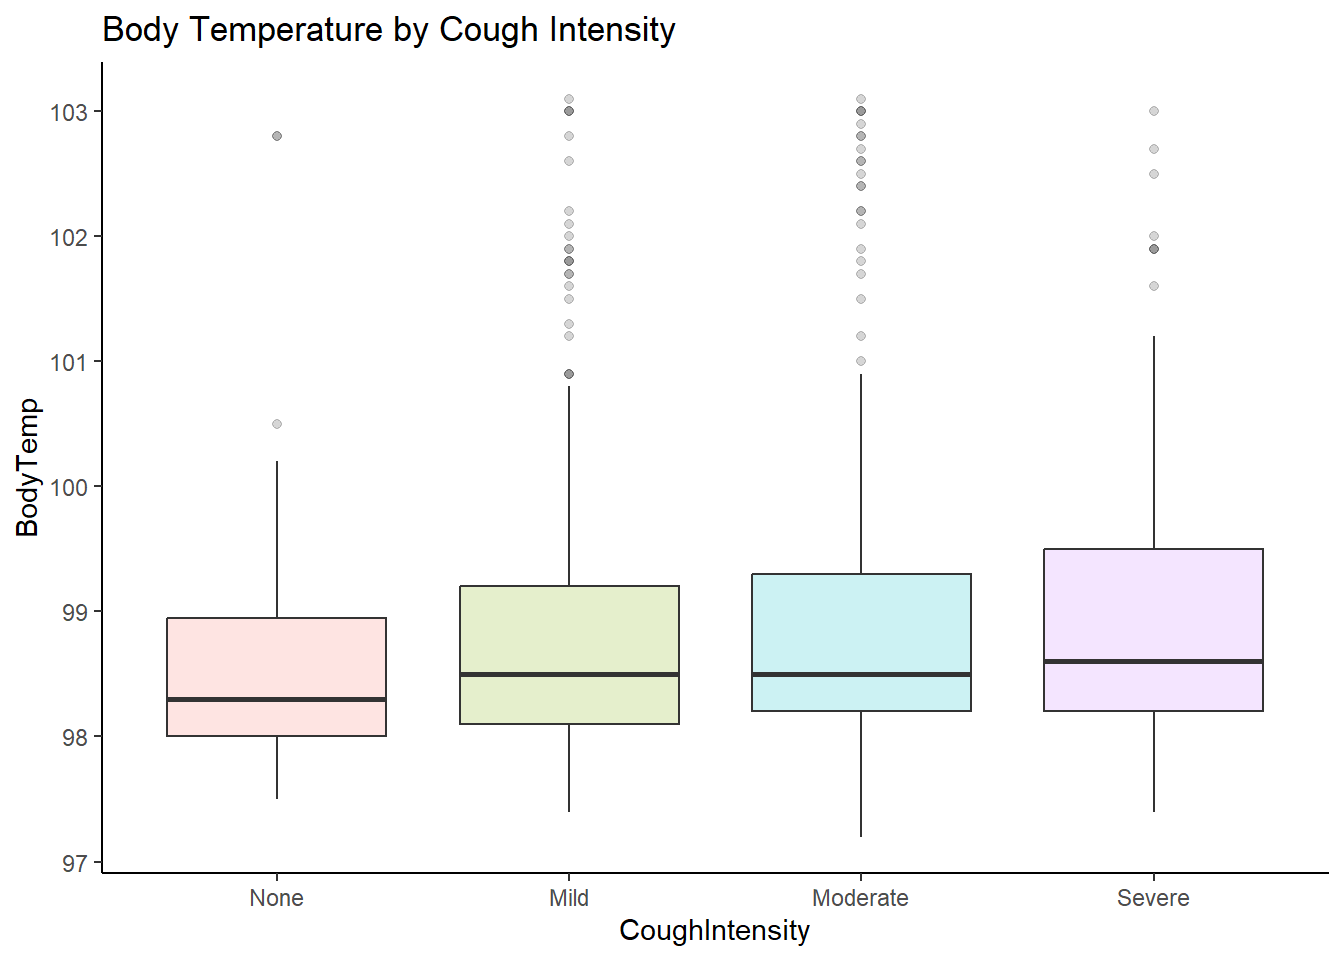 Body Temperature by Cough Intensity
103
102
101
100
99
98
97
BodyTemp
None Mild Moderate Severe
CoughIntensity